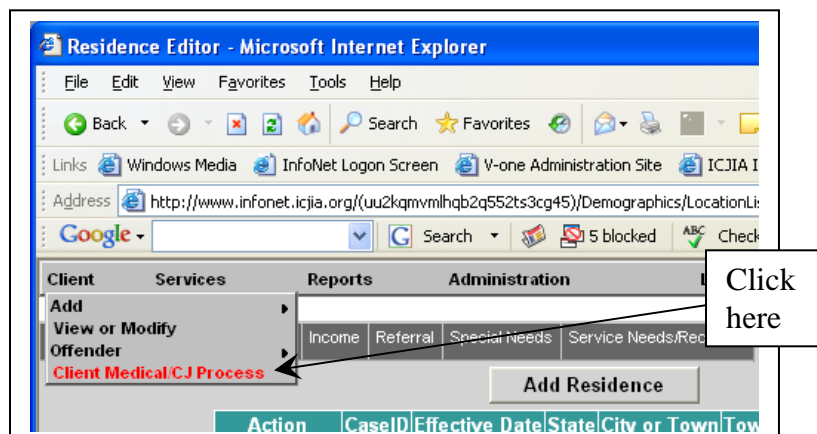 Residence Editor - Microsoft Internet Explorer
File Edit View Favorites Tools Help
Back Search Favorites
Links Windows Media InfoNet Logon Screen V-one Administration Site ICJIA I
Address http://www.infonet.icjia.org/(uu2kqmvmlhqb2q552ts3cg45)/Demographics/LocationLi
Google Search 5 blocked ABC Check
Client Services Reports Administration L
Click
here
Add
View or Modify
Income Referral Special Needs Service Needs/Rec
Offender
Client Medical/CJ Process
Add Residence
Action CaseID Effective Date State City or Town Tow